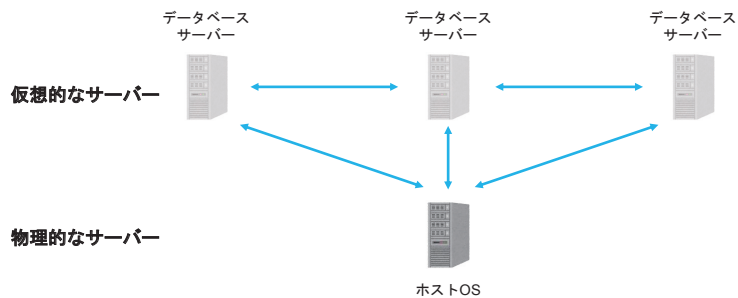 データベース
サーバー
データベース
サーバー
データベース
サーバー
仮想的なサーバー
物理的なサーバー
ホストOS